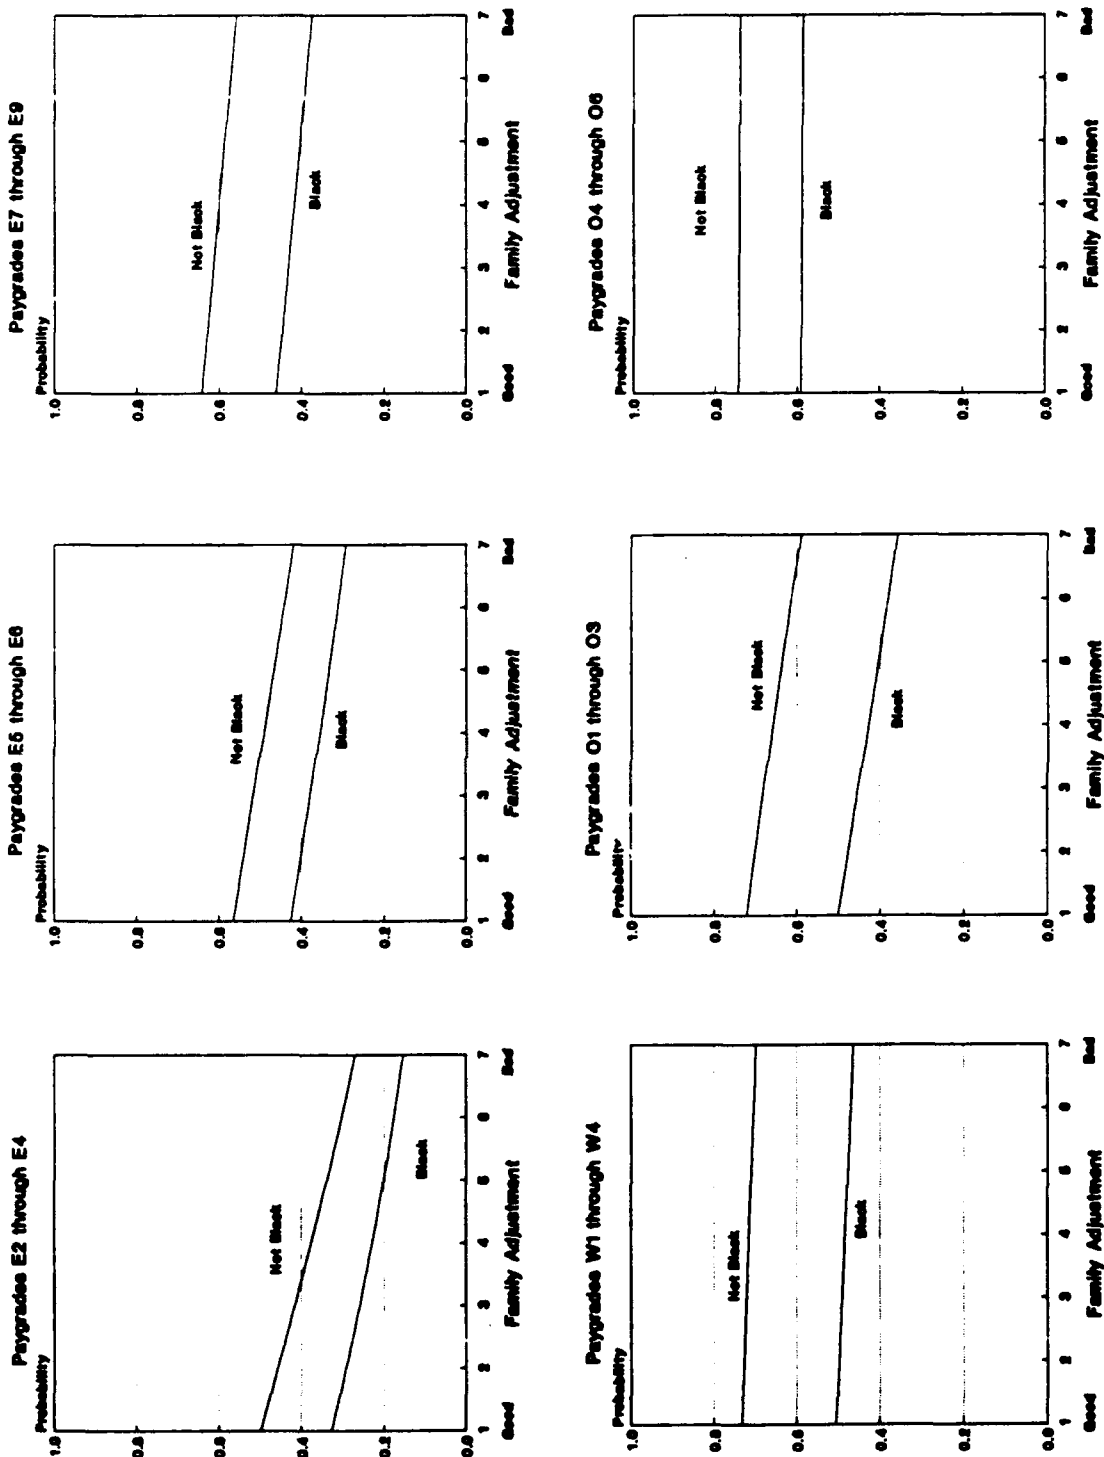 Paygrades E2 through E4
Probability
1.0
0.8
0.6
0.4
0.2
0.0
Not Black
Black
1 2 3 4 5 6 7
Good Family Adjustment Bad
Paygrades E5 through E6
Probability
1.0
0.8
0.6
0.4
0.2
0.0
Not Black
Black
1 2 3 4 5 6 7
Good Family Adjustment Bad
Paygrades E7 through E9
Probability
1.0
0.8
0.6
0.4
0.2
0.0
Not Black
Black
1 2 3 4 5 6 7
Good Family Adjustment Bad
Paygrades W1 through W4
Probability
1.0
0.8
0.6
0.4
0.2
0.0
Not Black
Black
1 2 3 4 5 6 7
Good Family Adjustment Bad
Paygrades O1 through O3
Probability
1.0
0.8
0.6
0.4
0.2
0.0
Not Black
Black
1 2 3 4 5 6 7
Good Family Adjustment Bad
Paygrades O4 through O6
Probability
1.0
0.8
0.6
0.4
0.2
0.0
Not Black
Black
1 2 3 4 5 6 7
Good Family Adjustment Bad